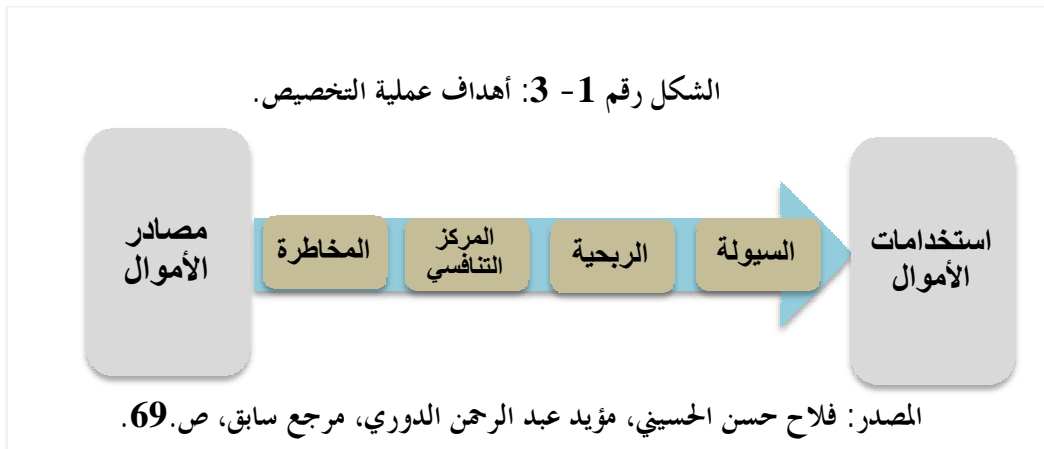 الشكل رقم 1- 3: أهداف عملية التخصيص.
استخدامات
الأموال
السيولة
الربحية
المركز
التنافسي
المخاطرة
مصادر
الأموال
المصدر: فلاح حسن الحسيني، مؤيد عبد الرحمن الدوري، مرجع سابق، ص.69.